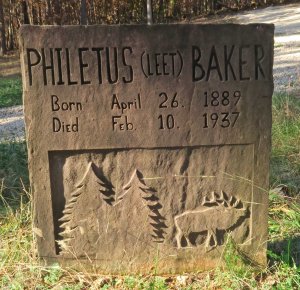 PHILETUS (LEET) BAKER
Born April 26, 1889
Died Feb. 10, 1937